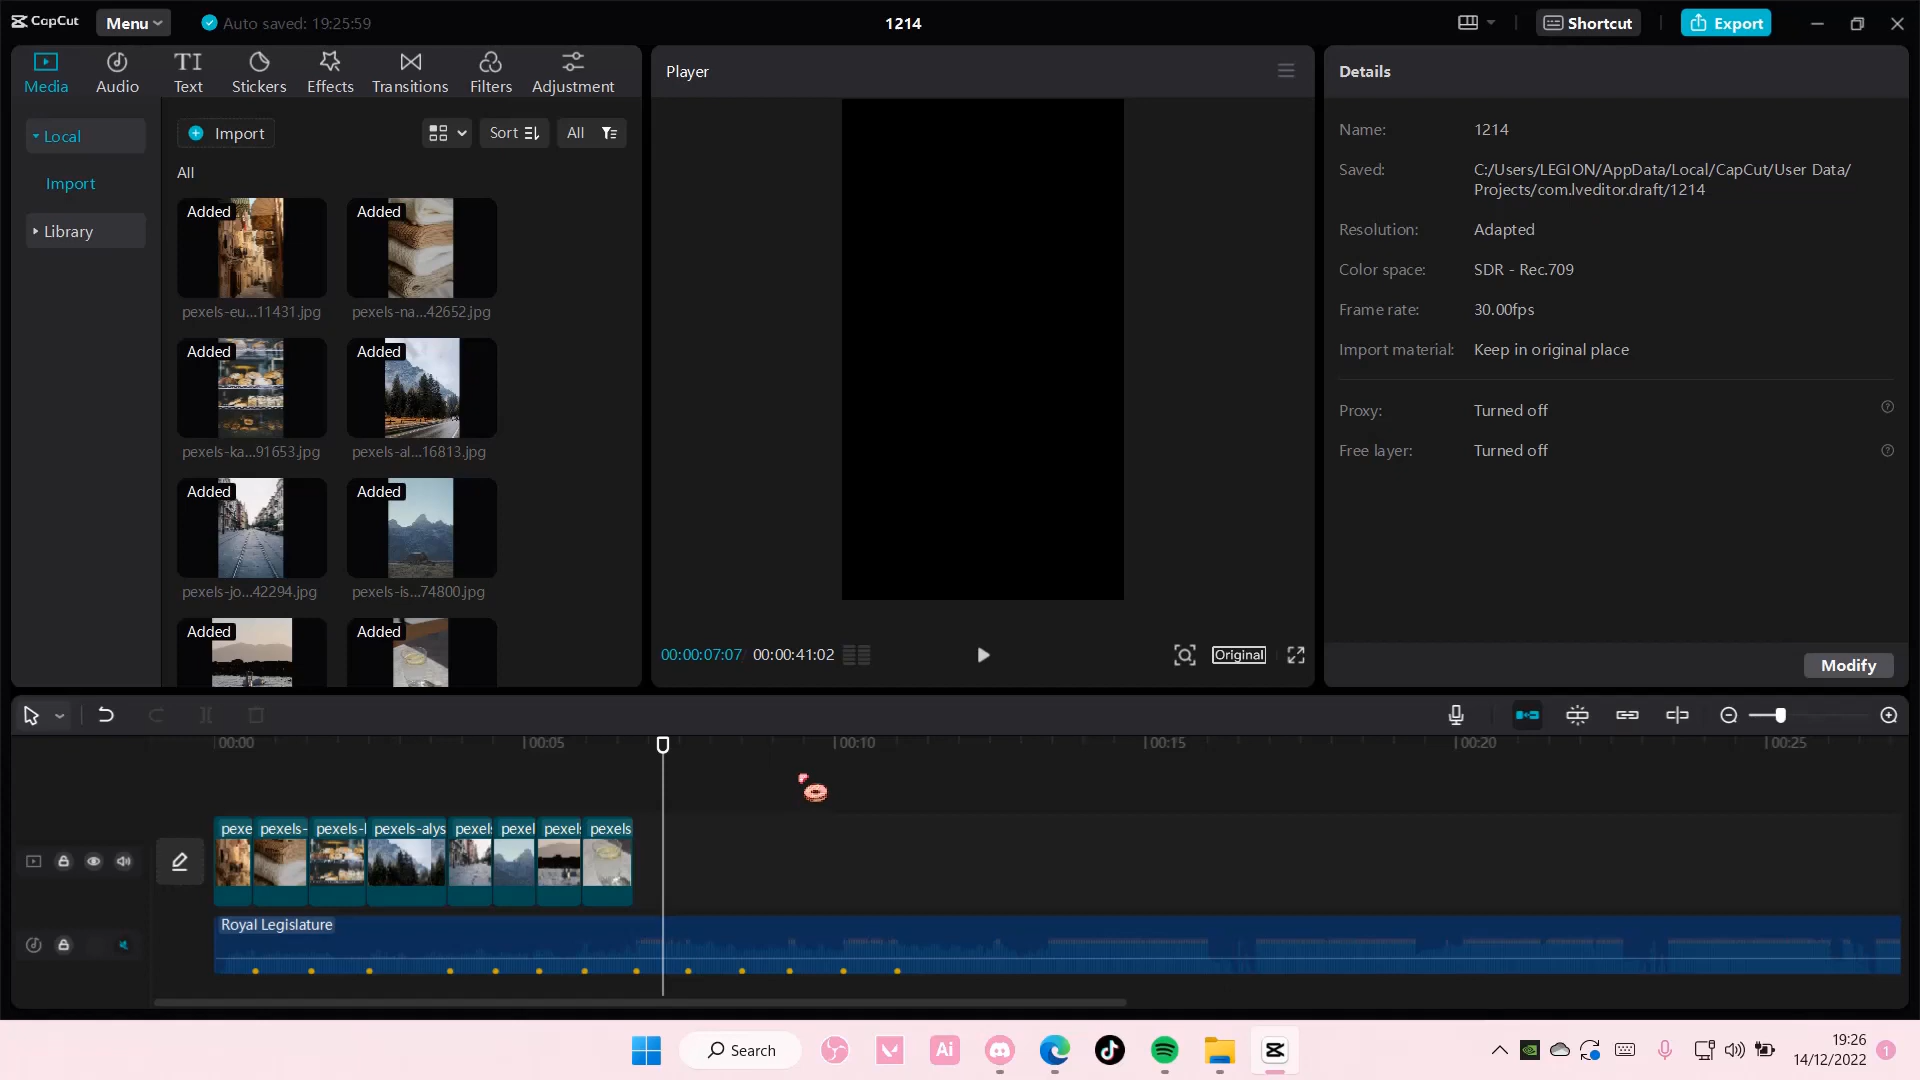 CapCut
Menu
Auto saved: 19:25:59
1214
Shortcut
Export
Media
Audio
TI
Text
Stickers
Effects
Transitions
Filters
Adjustment
Player
Details
Local
Import
Library
Import
Sort
All
All
Added
pexels-eu...11431.jpg
Added
pexels-na...42652.jpg
Added
pexels-ka...91653.jpg
Added
pexels-al...16813.jpg
Added
pexels-jo...42294.jpg
Added
pexels-is...74800.jpg
Added
Added
Name: 1214
Saved: C:/Users/LEGION/AppData/Local/CapCut/User Data/
Projects/com.lveditor.draft/1214
Resolution: Adapted
Color space: SDR - Rec.709
Frame rate: 30.00fps
Import material: Keep in original place
Proxy: Turned off
Free layer: Turned off
Modify
00:00:07:07 00:00:41:02
Original
00:00 00:05 00:10 00:15 00:20 00:25
pexe pexels- pexels-l pexels-alys pexels pexel pexels pexels
Royal Legislature
Search
Ai
19:26
14/12/2022
1